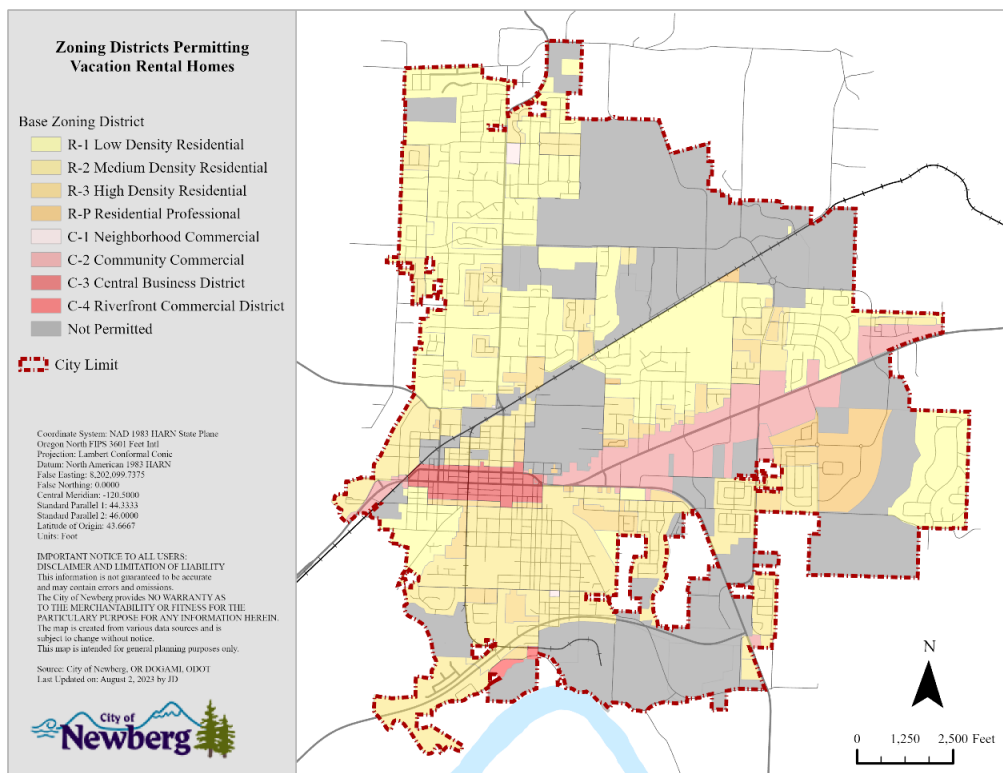 Zoning Districts Permitting
Vacation Rental Homes
Base Zoning District
R-1 Low Density Residential
R-2 Medium Density Residential
R-3 High Density Residential
R-P Residential Professional
C-1 Neighborhood Commercial
C-2 Community Commercial
C-3 Central Business District
C-4 Riverfront Commercial District
Not Permitted
City Limit
Coordinate System: NAD 1983 HARN State Plane
Oregon North FIPS 3601 Feet Intl
Projection: Lambert Conformal Conic
Datum: North American 1983 HARN
False Easting: 8,202,099.7375
False Northing: 0.0000
Central Meridian: -120.5000
Standard Parallel 1: 44.3333
Standard Parallel 2: 46.0000
Latitude of Origin: 43.6667
Units: Foot
IMPORTANT NOTICE TO ALL USERS:
DISCLAIMER AND LIMITATION OF LIABILITY
This information is not guaranteed to be accurate
and may contain errors and omissions.
The City of Newberg provides NO WARRANTY AS
TO THE MERCHANTABILITY OR FITNESS FOR THE
PARTICULARY PURPOSE FOR ANY INFORMATION HEREIN.
The map is created from various data sources and is
subject to change without notice.
This map is intended for general planning purposes only.
Source: City of Newberg, OR DOGAMI, ODOT
Last Updated on: August 2, 2023 by JD
City of
Newberg
N
0 1,250 2,500 Feet